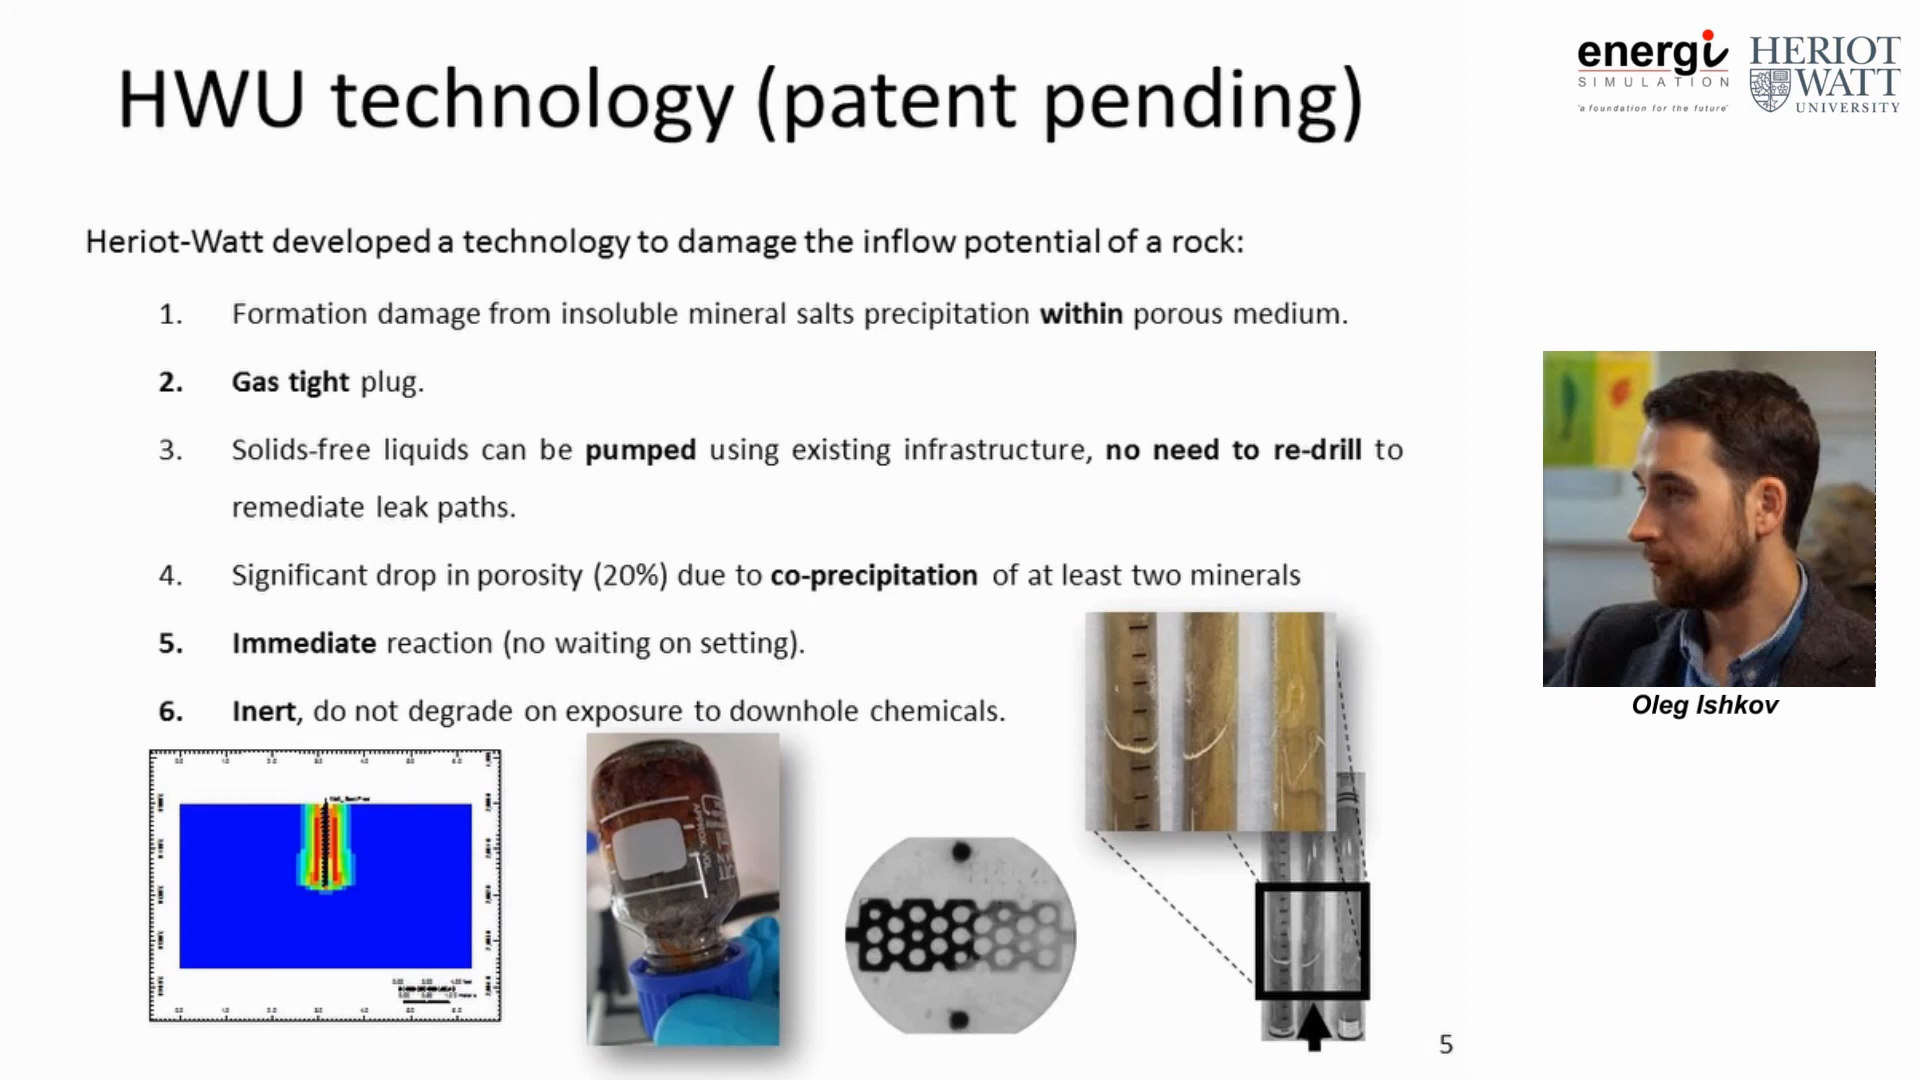 HWU technology (patent pending)
energi
SIMULATION
'a foundation for the future'
HERIOT
WATT
UNIVERSITY
Heriot-Watt developed a technology to damage the inflow potential of a rock:
1. Formation damage from insoluble mineral salts precipitation within porous medium.
2. Gas tight plug.
3. Solids-free liquids can be pumped using existing infrastructure, no need to re-drill to
remediate leak paths.
4. Significant drop in porosity (20%) due to co-precipitation of at least two minerals
5. Immediate reaction (no waiting on setting).
6. Inert, do not degrade on exposure to downhole chemicals.
Oleg Ishkov
APPROX. VOL.
5